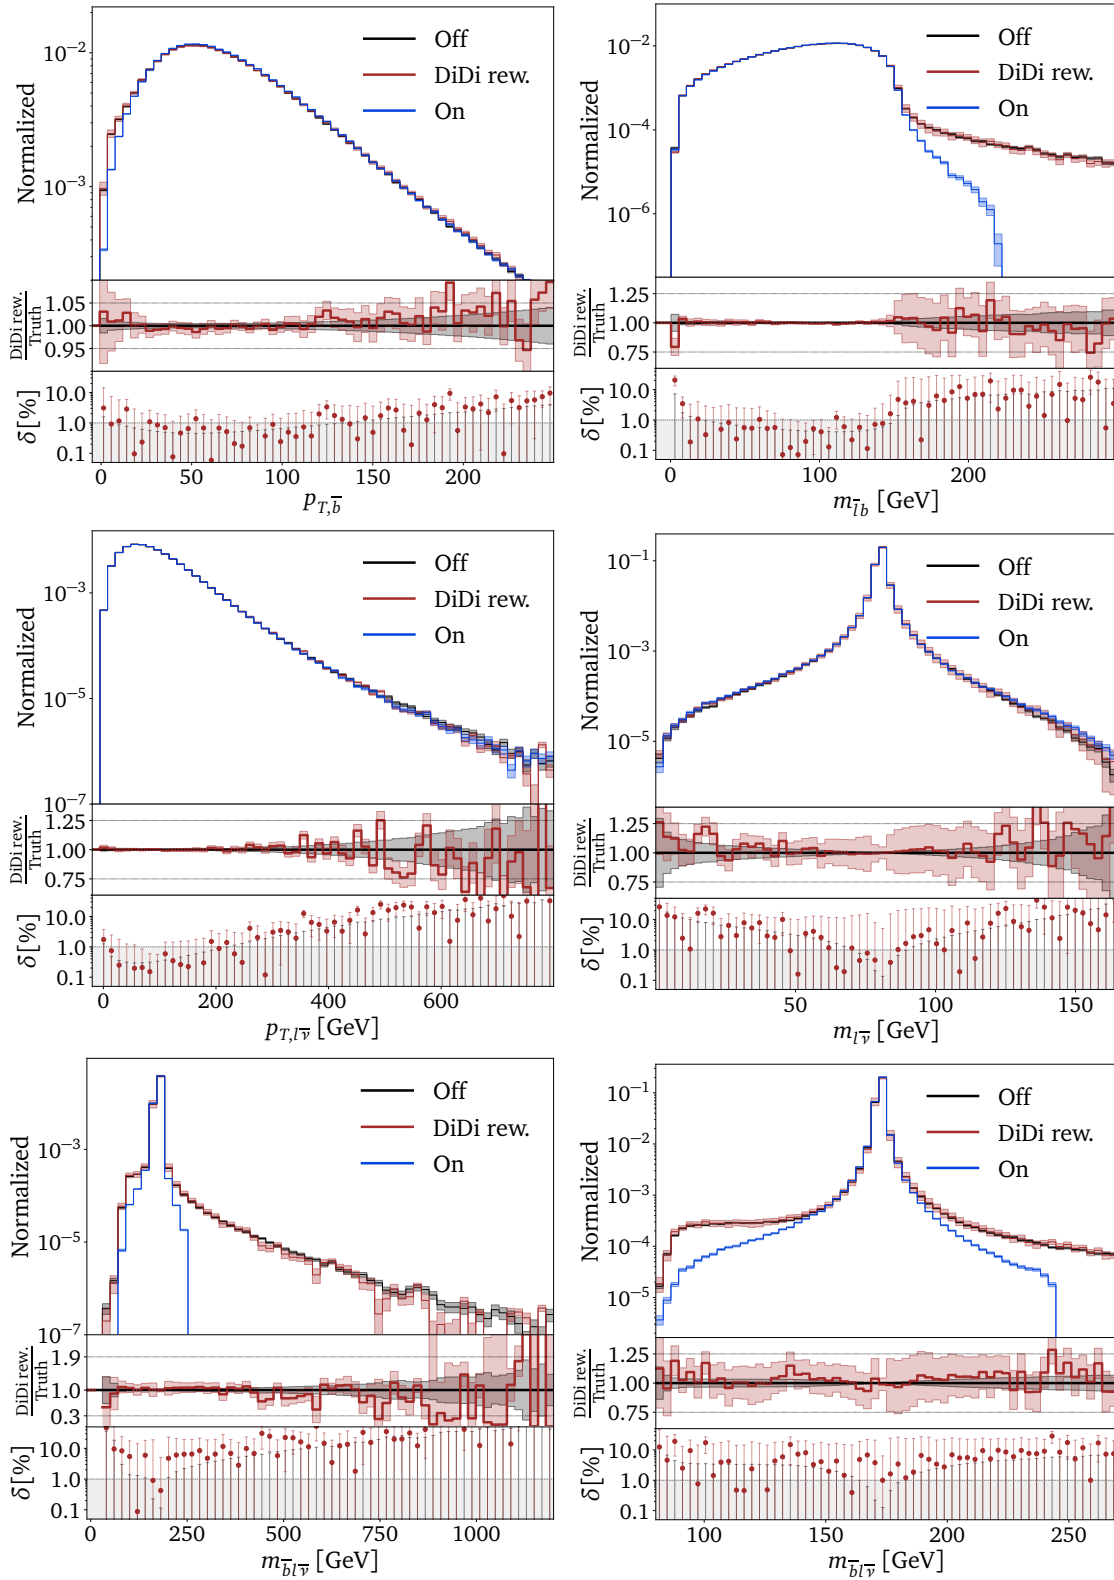 Off
DiDi rew.
On
Normalized
10⁻²
10⁻³
DiDi rew.
Truth
1.05
1.00
0.95
δ[%]
10.0
1.0
0.1
0 50 100 150 200
p_{T,b̅}
Off
DiDi rew.
On
Normalized
10⁻²
10⁻⁴
10⁻⁶
DiDi rew.
Truth
1.25
1.00
0.75
δ[%]
10.0
1.0
0.1
0 100 200
m_{l̅b} [GeV]
Off
DiDi rew.
On
Normalized
10⁻³
10⁻⁵
10⁻⁷
DiDi rew.
Truth
1.25
1.00
0.75
δ[%]
10.0
1.0
0.1
0 200 400 600
p_{T,lν̅} [GeV]
Off
DiDi rew.
On
Normalized
10⁻¹
10⁻³
10⁻⁵
DiDi rew.
Truth
1.25
1.00
0.75
δ[%]
10.0
1.0
0.1
50 100 150
m_{lν̅} [GeV]
Off
DiDi rew.
On
Normalized
10⁻³
10⁻⁵
10⁻⁷
DiDi rew.
Truth
1.9
1.0
0.3
δ[%]
10.0
1.0
0.1
0 250 500 750 1000
m_{b̅lν̅} [GeV]
Off
DiDi rew.
On
Normalized
10⁻¹
10⁻²
10⁻³
10⁻⁴
10⁻⁵
DiDi rew.
Truth
1.25
1.00
0.75
δ[%]
10.0
1.0
0.1
100 150 200 250
m_{b̅lν̅} [GeV]